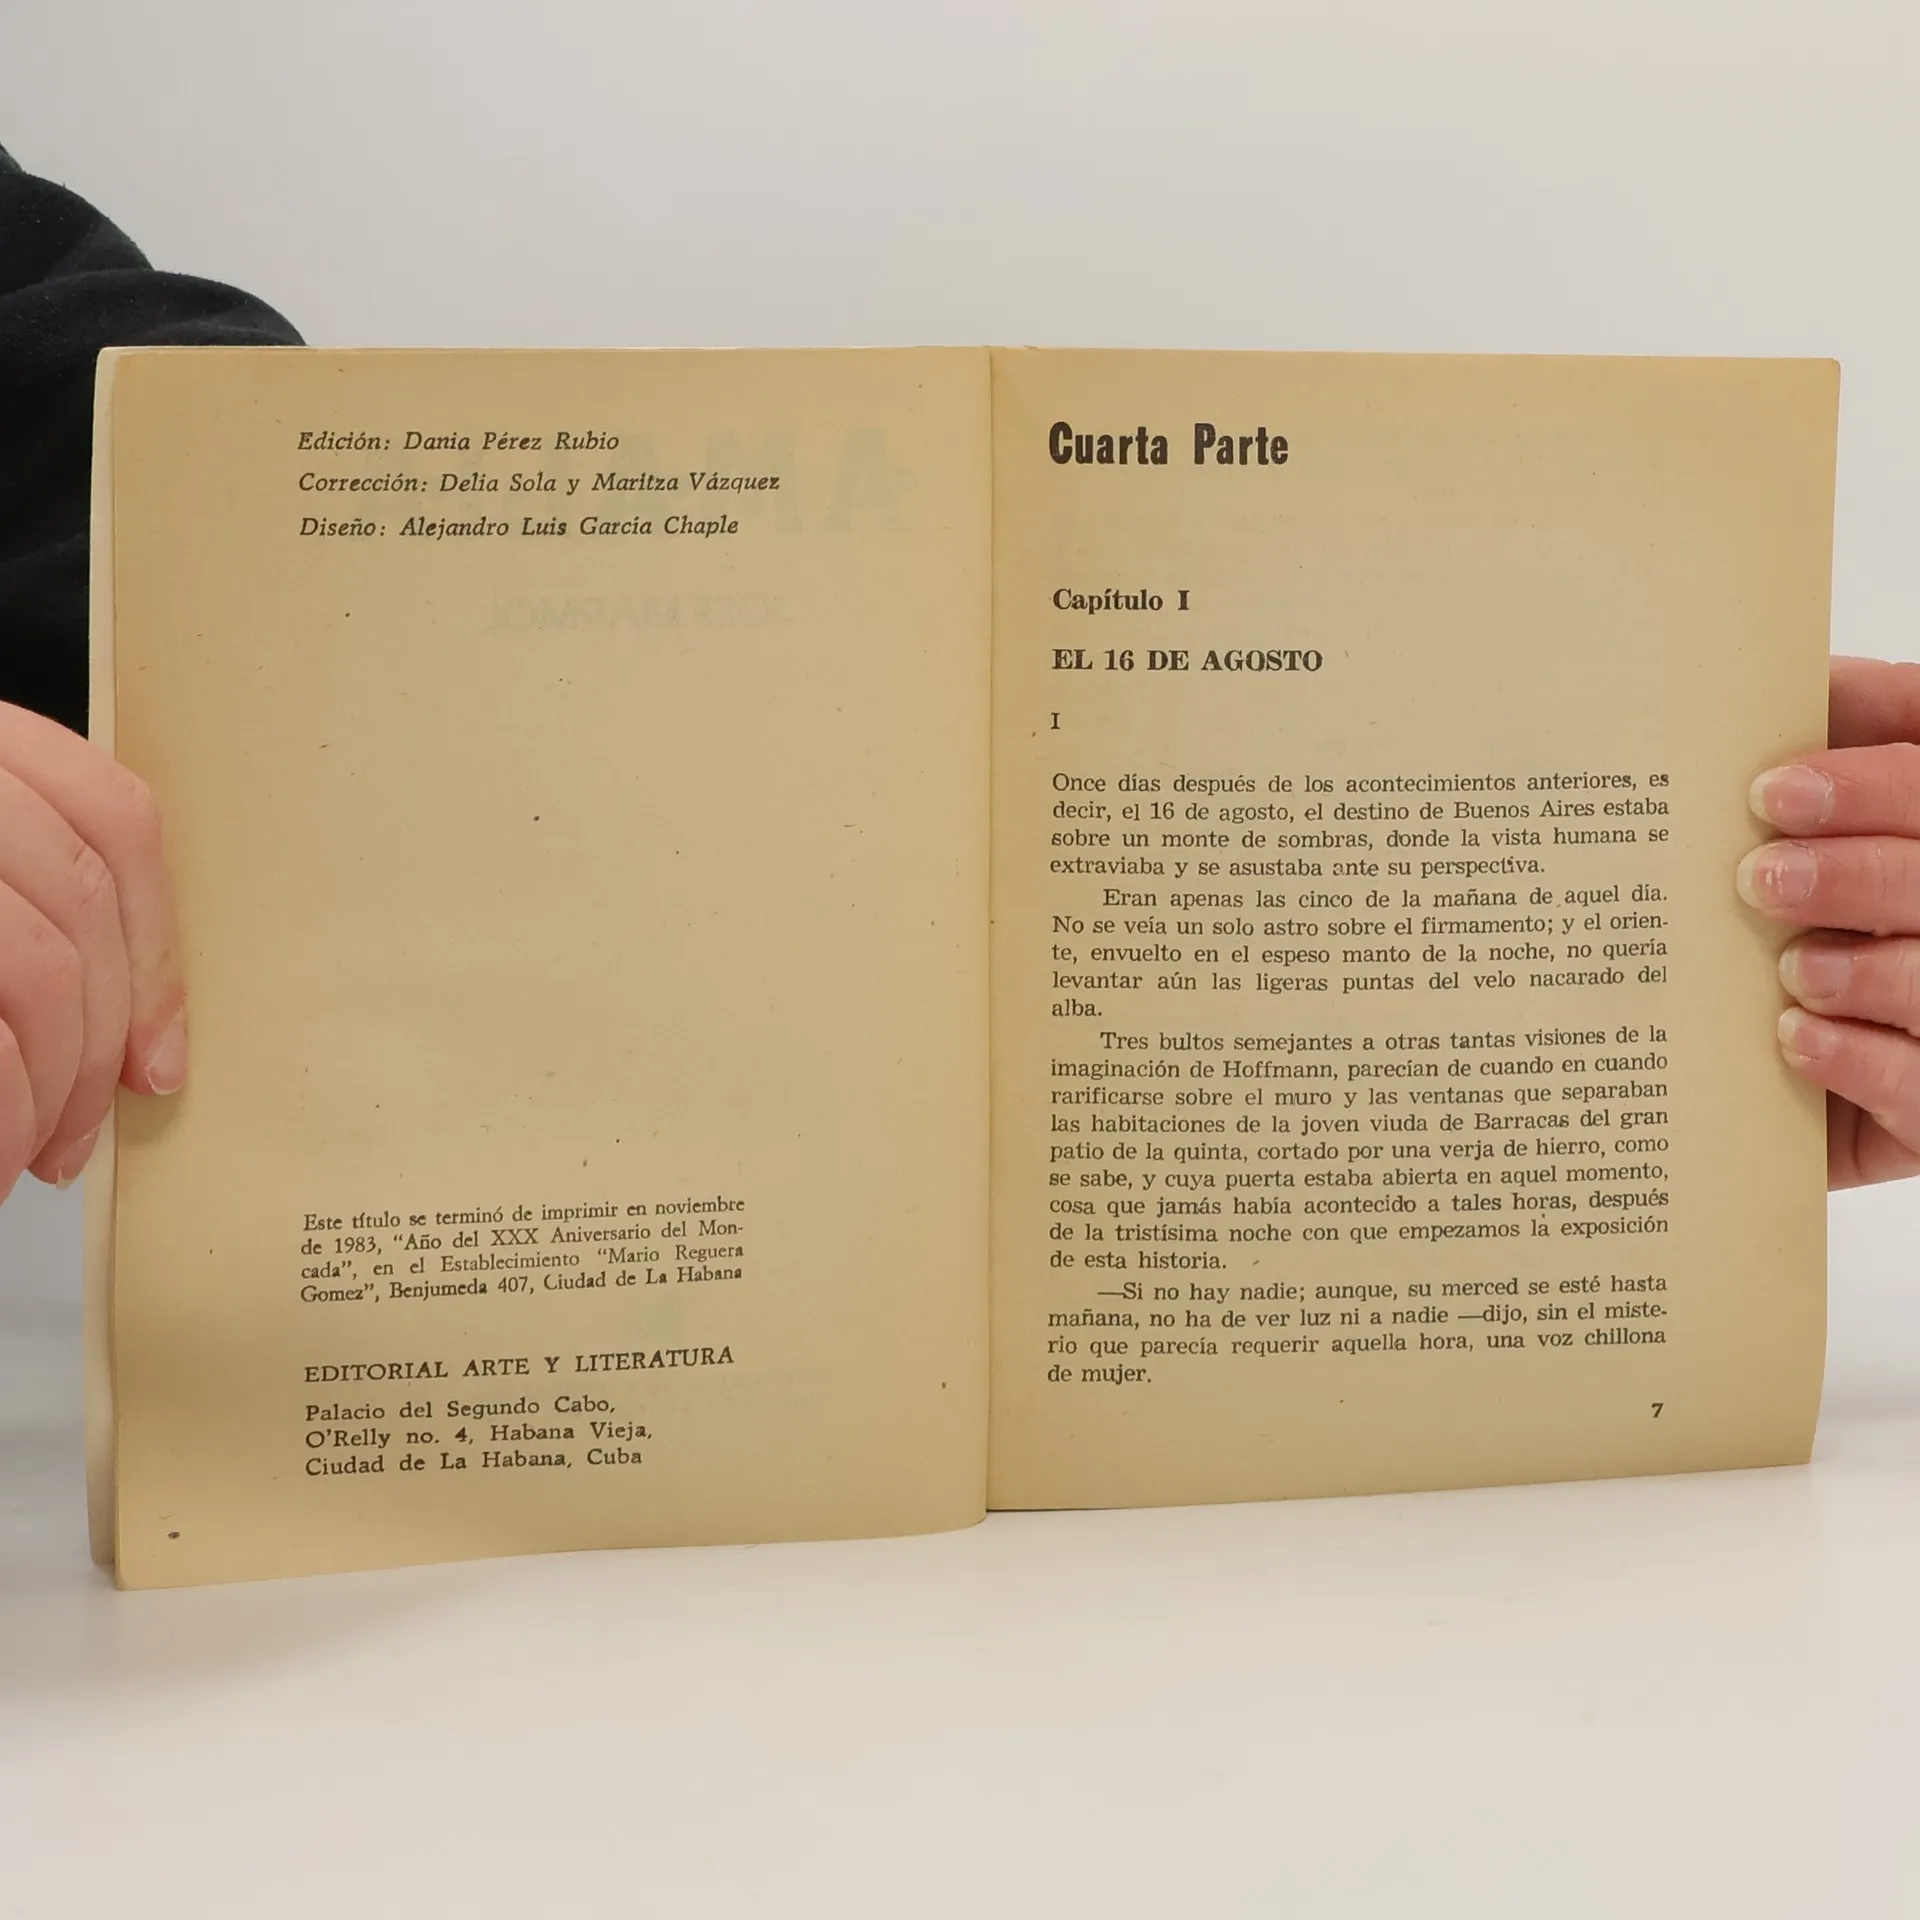 Edición: Dania Pérez Rubio
Corrección: Delia Sola y Maritza Vázquez
Diseño: Alejandro Luis García Chaple
Este título se terminó de imprimir en noviembre
de 1983, “Año del XXX Aniversario del Mon-
cada”, en el Establecimiento “Mario Reguera
Gomez”, Benjumeda 407, Ciudad de La Habana
EDITORIAL ARTE Y LITERATURA
Palacio del Segundo Cabo,
O’Relly no. 4, Habana Vieja,
Ciudad de La Habana, Cuba
Cuarta Parte
Capítulo I
EL 16 DE AGOSTO
I
Once días después de los acontecimientos anteriores, es
decir, el 16 de agosto, el destino de Buenos Aires estaba
sobre un monte de sombras, donde la vista humana se
extraviaba y se asustaba ante su perspectiva.
Eran apenas las cinco de la mañana de aquel día.
No se veía un solo astro sobre el firmamento; y el orien-
te, envuelto en el espeso manto de la noche, no quería
levantar aún las ligeras puntas del velo nacarado del
alba.
Tres bultos semejantes a otras tantas visiones de la
imaginación de Hoffmann, parecían de cuando en cuando
rarificarse sobre el muro y las ventanas que separaban
las habitaciones de la joven viuda de Barracas del gran
patio de la quinta, cortado por una verja de hierro, como
se sabe, y cuya puerta estaba abierta en aquel momento,
cosa que jamás había acontecido a tales horas, después
de la tristísima noche con que empezamos la exposición
de esta historia.
—Si no hay nadie; aunque, su merced se esté hasta
mañana, no ha de ver luz ni a nadie —dijo, sin el miste-
rio que parecía requerir aquella hora, una voz chillona
de mujer.
7